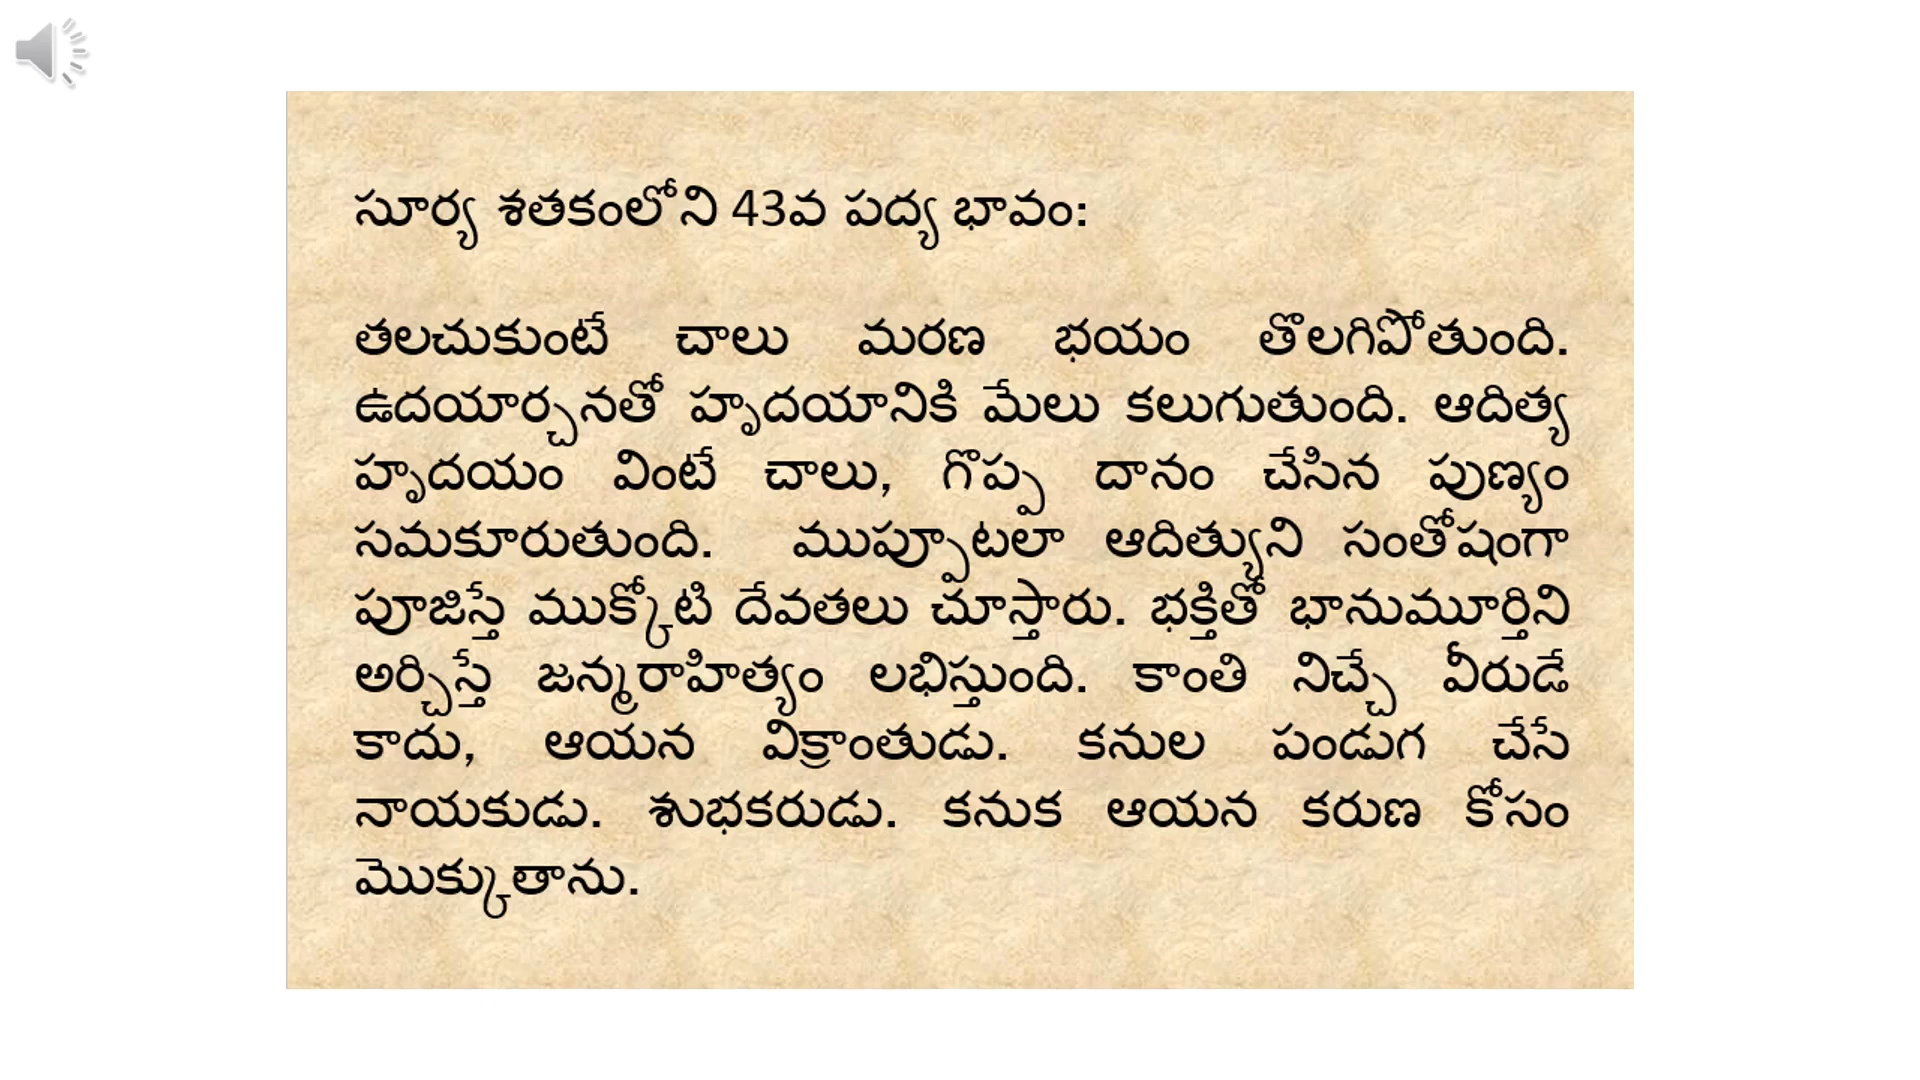 సూర్య శతకంలోని 43వ పద్య భావం:
తలచుకుంటే చాలు మరణ భయం తొలగిపోతుంది.
ఉదయార్చనతో హృదయానికి మేలు కలుగుతుంది. ఆదిత్య
హృదయం వింటే చాలు, గొప్ప దానం చేసిన పుణ్యం
సమకూరుతుంది. ముప్పూటలా ఆదిత్యుని సంతోషంగా
పూజిస్తే ముక్కోటి దేవతలు చూస్తారు. భక్తితో భానుమూర్తిని
అర్చిస్తే జన్మరాహిత్యం లభిస్తుంది. కాంతి నిచ్చే వీరుడే
కాదు, ఆయన విక్రాంతుడు. కనుల పండుగ చేసే
నాయకుడు. శుభకరుడు. కనుక ఆయన కరుణ కోసం
మొక్కుతాను.